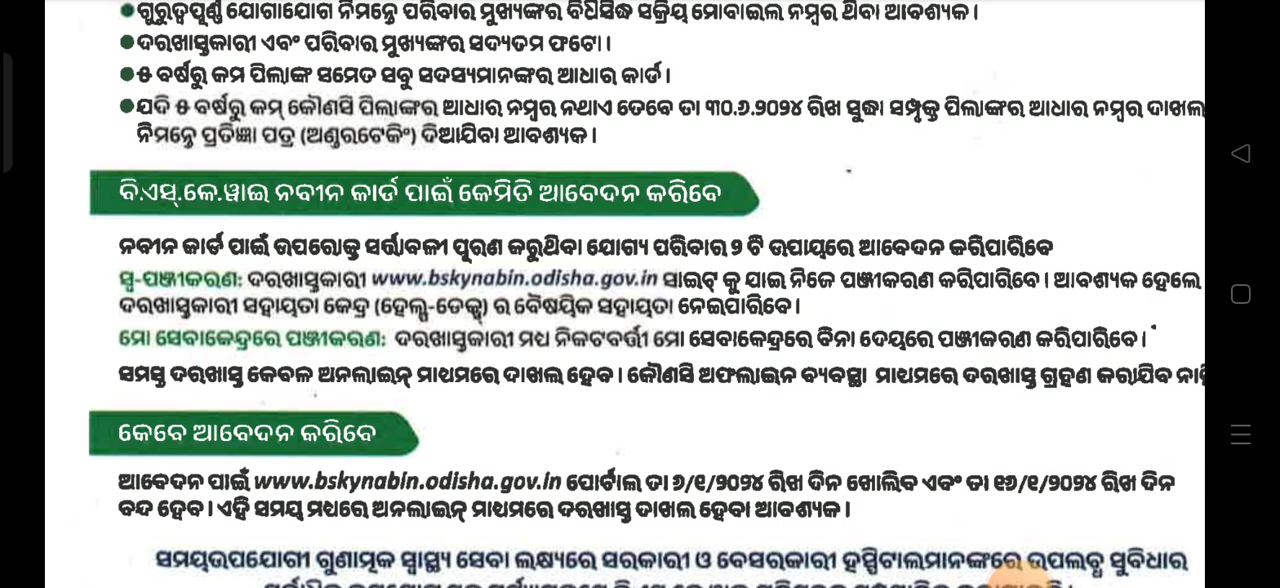 ●ଗୁରୁତ୍ୱପୂର୍ଣ୍ଣ ଯୋଗାଯୋଗ ନିମନ୍ତେ ପରିବାର ମୁଖ୍ୟଙ୍କର ବିଧିସିଦ୍ଧ ସକ୍ରିୟ ମୋବାଇଲ ନମ୍ବର ଥିବା ଆବଶ୍ୟକ ।
●ଦରଖାସ୍ତକାରୀ ଏବଂ ପରିବାର ମୁଖ୍ୟଙ୍କର ସଦ୍ୟତମ ଫଟୋ ।
●୫ ବର୍ଷରୁ କମ ପିଲାଙ୍କ ସମେତ ସବୁ ସଦସ୍ୟମାନଙ୍କର ଆଧାର କାର୍ଡ ।
●ଯଦି ୫ ବର୍ଷରୁ କମ୍ କୌଣସି ପିଲାଙ୍କର ଆଧାର ନମ୍ବର ନଥାଏ ତେବେ ତା ୩୦.୬.୨୦୨୪ ରିଖ ସୁଦ୍ଧା ସମ୍ପୃକ୍ତ ପିଲାଙ୍କର ଆଧାର ନମ୍ବର ଦାଖଲ
ନିମନ୍ତେ ପ୍ରତିଜ୍ଞା ପତ୍ର (ଅଣ୍ଡରଟେକିଂ) ଦିଆଯିବା ଆବଶ୍ୟକ ।
ବି.ଏସ୍.କେ.ୱାଇ ନବୀନ କାର୍ଡ ପାଇଁ କେମିତି ଆବେଦନ କରିବେ
ନବୀନ କାର୍ଡ ପାଇଁ ଉପରୋକ୍ତ ସର୍ତ୍ତାବଳୀ ପୂରଣ କରୁଥିବା ଯୋଗ୍ୟ ପରିବାର ୨ ଟି ଉପାୟରେ ଆବେଦନ କରିପାରିବେ
ସ୍ୱ-ପଞ୍ଜୀକରଣ: ଦରଖାସ୍ତକାରୀ www.bskynabin.odisha.gov.in ସାଇଟ୍ କୁ ଯାଇ ନିଜେ ପଞ୍ଜୀକରଣ କରିପାରିବେ । ଆବଶ୍ୟକ ହେଲେ
ଦରଖାସ୍ତକାରୀ ସହାୟତା କେନ୍ଦ୍ର (ହେଲ୍ପ-ଡେକ୍ସ) ର ବୈଷୟିକ ସହାୟତା ନେଇପାରିବେ ।
ମୋ ସେବାକେନ୍ଦ୍ରରେ ପଞ୍ଜୀକରଣ: ଦରଖାସ୍ତକାରୀ ମଧ୍ୟ ନିକଟବର୍ତ୍ତୀ ମୋ ସେବାକେନ୍ଦ୍ରରେ ବିନା ଦେୟରେ ପଞ୍ଜୀକରଣ କରିପାରିବେ ।
ସମସ୍ତ ଦରଖାସ୍ତ କେବଳ ଅନଲାଇନ୍ ମାଧ୍ୟମରେ ଦାଖଲ ହେବ । କୌଣସି ଅଫଲାଇନ ବ୍ୟବସ୍ଥା ମାଧ୍ୟମରେ ଦରଖାସ୍ତ ଗ୍ରହଣ କରାଯିବ
କେବେ ଆବେଦନ କରିବେ
ଆବେଦନ ପାଇଁ www.bskynabin.odisha.gov.in ପୋର୍ଟାଲ ତା ୬/୧/୨୦୨୪ ରିଖ ଦିନ ଖୋଲିବ ଏବଂ ତା ୧୬/୧/୨୦୨୪ ରିଖ ଦିନ
ବନ୍ଦ ହେବ । ଏହି ସମୟ ମଧ୍ୟରେ ଅନଲାଇନ୍ ମାଧ୍ୟମରେ ଦରଖାସ୍ତ ଦାଖଲ ହେବା ଆବଶ୍ୟକ ।
ସମୟଉପଯୋଗୀ ଗୁଣାତ୍ମକ ସ୍ୱାସ୍ଥ୍ୟ ସେବା ଲକ୍ଷ୍ୟରେ ସରକାରୀ ଓ ବେସରକାରୀ ହସ୍ପିଟାଲମାନଙ୍କରେ ଉପଲବ୍ଧ ସୁବିଧାର